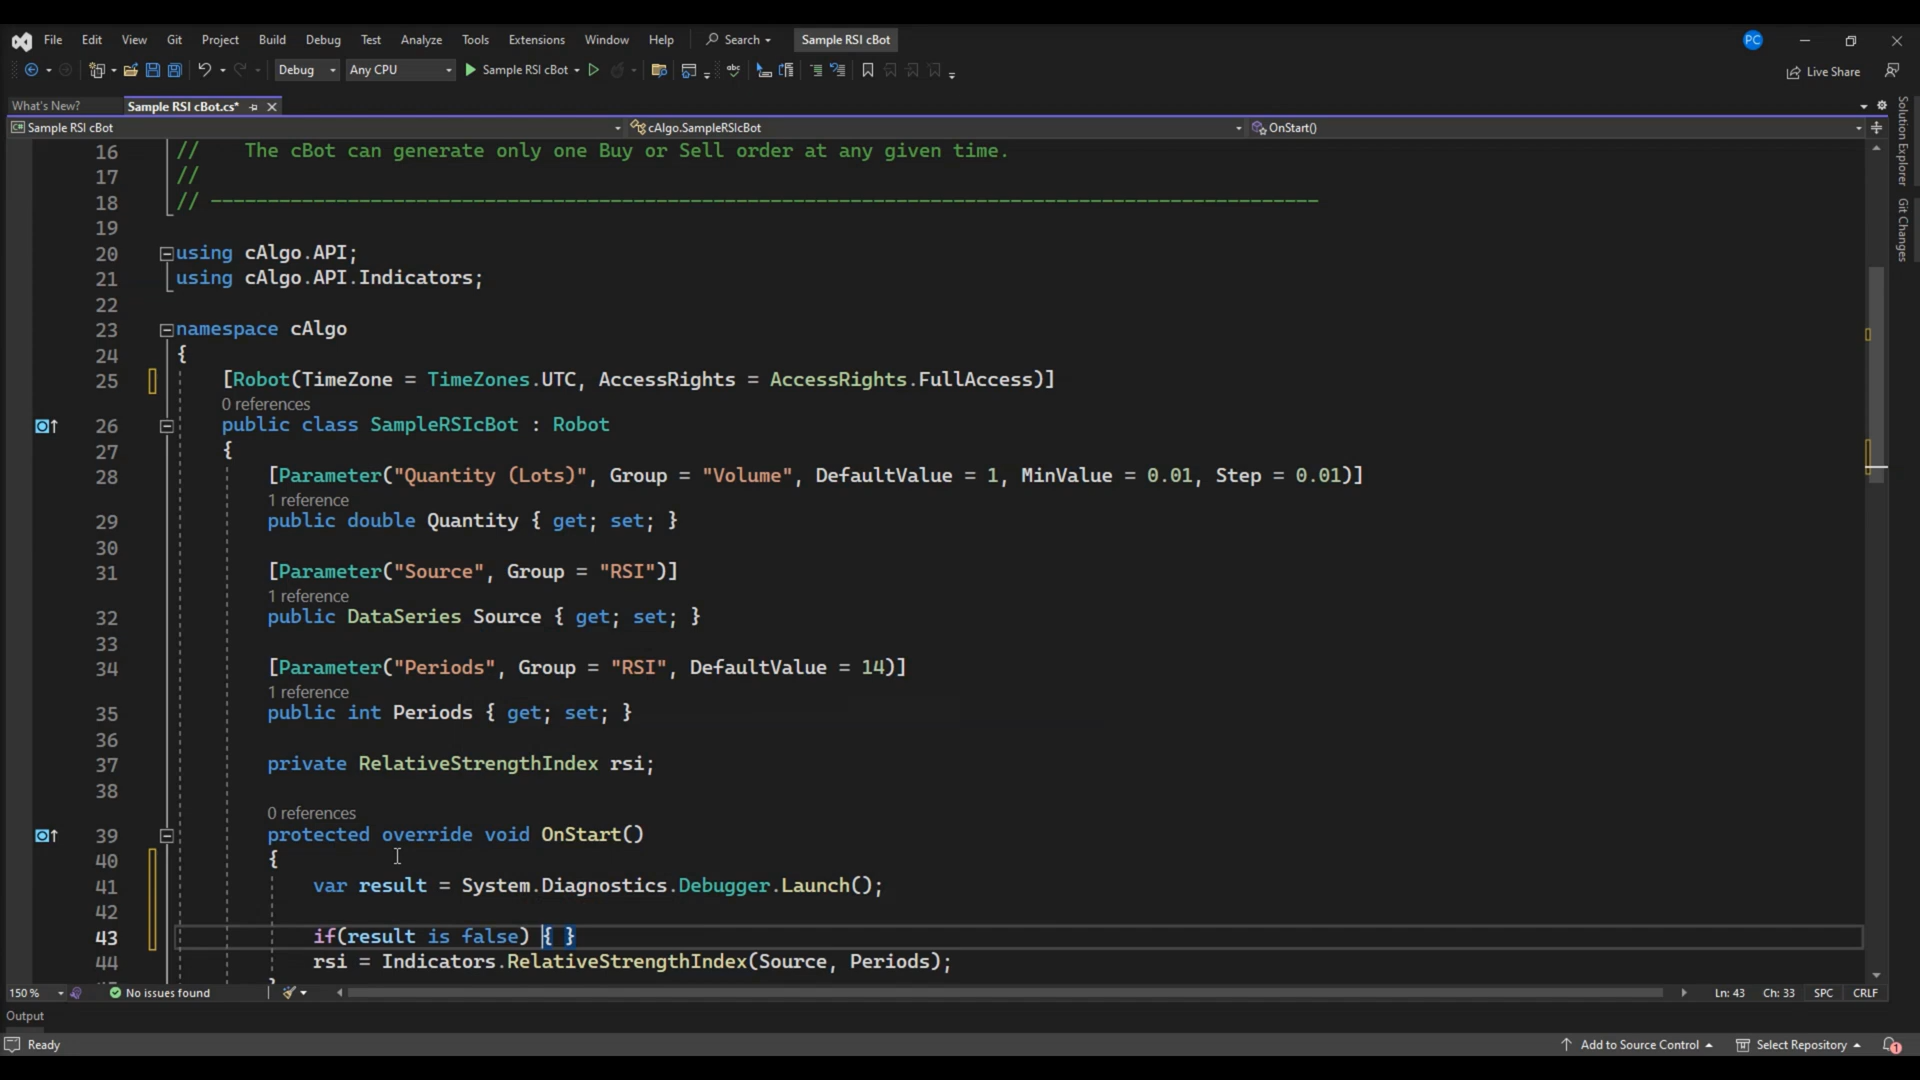 File Edit View Git Project Build Debug Test Analyze Tools Extensions Window Help Search Sample RSI cBot PC
Debug Any CPU Sample RSI cBot Live Share
What's New? Sample RSI cBot.cs*
Sample RSI cBot cAlgo.SampleRSIcBot OnStart()
16 // The cBot can generate only one Buy or Sell order at any given time.
17 //
18 // -------------------------------------------------------------------------------------------------
19
20 using cAlgo.API;
21 using cAlgo.API.Indicators;
22
23 namespace cAlgo
24 {
25 [Robot(TimeZone = TimeZones.UTC, AccessRights = AccessRights.FullAccess)]
0 references
26 public class SampleRSIcBot : Robot
27 {
28 [Parameter("Quantity (Lots)", Group = "Volume", DefaultValue = 1, MinValue = 0.01, Step = 0.01)]
1 reference
29 public double Quantity { get; set; }
30
31 [Parameter("Source", Group = "RSI")]
1 reference
32 public DataSeries Source { get; set; }
33
34 [Parameter("Periods", Group = "RSI", DefaultValue = 14)]
1 reference
35 public int Periods { get; set; }
36
37 private RelativeStrengthIndex rsi;
38
0 references
39 protected override void OnStart()
40 {
41 var result = System.Diagnostics.Debugger.Launch();
42
43 if(result is false) { }
44 rsi = Indicators.RelativeStrengthIndex(Source, Periods);
150 % No issues found Ln: 43 Ch: 33 SPC CRLF
Output
Ready Add to Source Control Select Repository 1
Solution Explorer
Git Changes